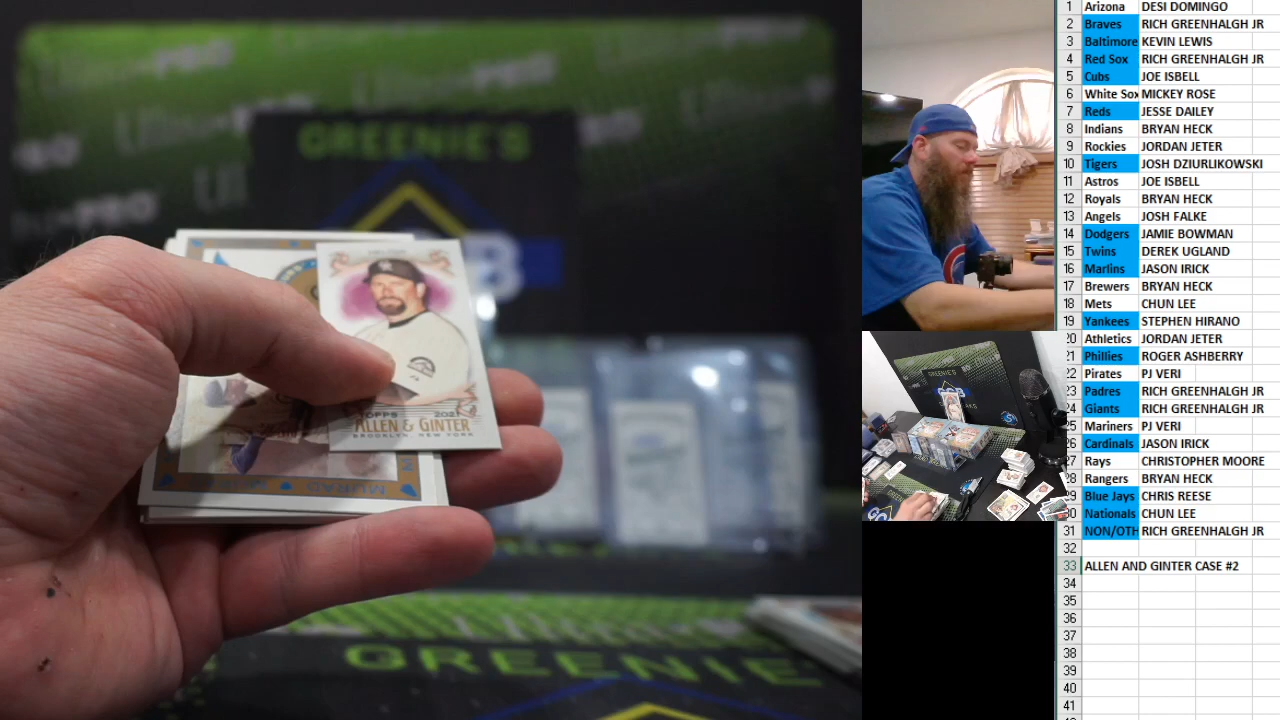 GREENIE'S
TOPPS 2021
ALLEN & GINTER
BROOKLYN, NEW YORK
GREENIE
1 Arizona DESI DOMINGO
2 Braves RICH GREENHALGH JR
3 Baltimore KEVIN LEWIS
4 Red Sox RICH GREENHALGH JR
5 Cubs JOE ISBELL
6 White Sox MICKEY ROSE
7 Reds JESSE DAILEY
8 Indians BRYAN HECK
9 Rockies JORDAN JETER
10 Tigers JOSH DZIURLIKOWSKI
11 Astros JOE ISBELL
12 Royals BRYAN HECK
13 Angels JOSH FALKE
14 Dodgers JAMIE BOWMAN
15 Twins DEREK UGLAND
16 Marlins JASON IRICK
17 Brewers BRYAN HECK
18 Mets CHUN LEE
19 Yankees STEPHEN HIRANO
20 Athletics JORDAN JETER
21 Phillies ROGER ASHBERRY
22 Pirates PJ VERI
23 Padres RICH GREENHALGH JR
24 Giants RICH GREENHALGH JR
25 Mariners PJ VERI
26 Cardinals JASON IRICK
27 Rays CHRISTOPHER MOORE
28 Rangers BRYAN HECK
29 Blue Jays CHRIS REESE
30 Nationals CHUN LEE
31 NON/OTH RICH GREENHALGH JR
32
33 ALLEN AND GINTER CASE #2
34
35
36
37
38
39
40
41